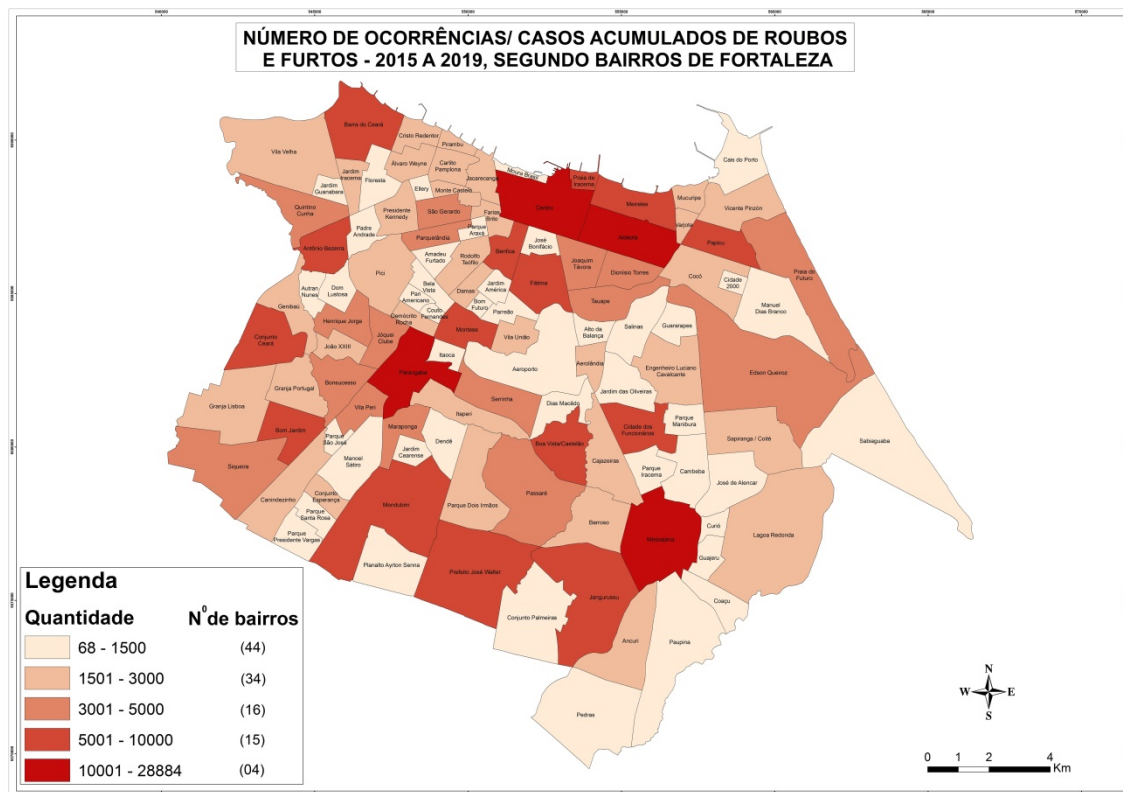 NÚMERO DE OCORRÊNCIAS/ CASOS ACUMULADOS DE ROUBOS
E FURTOS - 2015 A 2019, SEGUNDO BAIRROS DE FORTALEZA
Barra do Ceará
Vila Velha
Cristo Redentor
Pirambu
Jardim
Iracema
Floresta
Álvaro Weyne
Carlito
Pamplona
Jardim
Guanabara
Ellery
Monte Castelo
Jacarecanga
Moura Brasil
Praia de
Iracema
Cais do Porto
Quintino
Cunha
Presidente
Kennedy
São Gerardo
Farias
Brito
Centro
Meireles
Mucuripe
Vicente Pinzón
Varjota
Padre
Andrade
Parquelândia
Parque
Araxá
Aldeota
Papicu
Antônio Bezerra
Amadeu
Furtado
Rodolfo
Teófilo
Benfica
José
Bonifácio
Joaquim
Távora
Dionísio Torres
Cocó
Cidade
2000
Praia do
Futuro
Pici
Bela
Vista
Damas
Jardim
América
Fátima
Autran
Nunes
Dom
Lustosa
Pan
Americano
Bom
Futuro
Tauape
Manuel
Dias Branco
Genibaú
Henrique Jorge
Demócrito
Rocha
Couto
Fernandes
Parreão
Montese
Vila União
Alto da
Balança
Salinas
Guararapes
Conjunto
Ceará
João XXIII
Jóquei
Clube
Itaoca
Aeroporto
Aerolândia
Engenheiro Luciano
Cavalcante
Edson Queiroz
Parangaba
Granja Portugal
Bonsucesso
Serrinha
Jardim das Oliveiras
Granja Lisboa
Vila Peri
Dias Macêdo
Itaperi
Bom Jardim
Maraponga
Cidade dos
Funcionários
Parque
Manibura
Sabiaguaba
Parque
São José
Dendê
Boa Vista/Castelão
Sapiranga / Coité
Jardim
Cearense
Manoel
Sátiro
Cajazeiras
Parque
Iracema
Cambeba
Siqueira
José de Alencar
Canindezinho
Conjunto
Esperança
Mondubim
Parque Dois Irmãos
Passaré
Parque
Santa Rosa
Barroso
Curió
Parque
Presidente Vargas
Messejana
Lagoa Redonda
Guajeru
Planalto Ayrton Senna
Prefeito José Walter
Jangurussu
Coaçu
Conjunto Palmeiras
Ancuri
Paupina
Pedras
Legenda
Quantidade Nº de bairros
68 - 1500 (44)
1501 - 3000 (34)
3001 - 5000 (16)
5001 - 10000 (15)
10001 - 28884 (04)
N
W E
S
0 1 2 4
Km